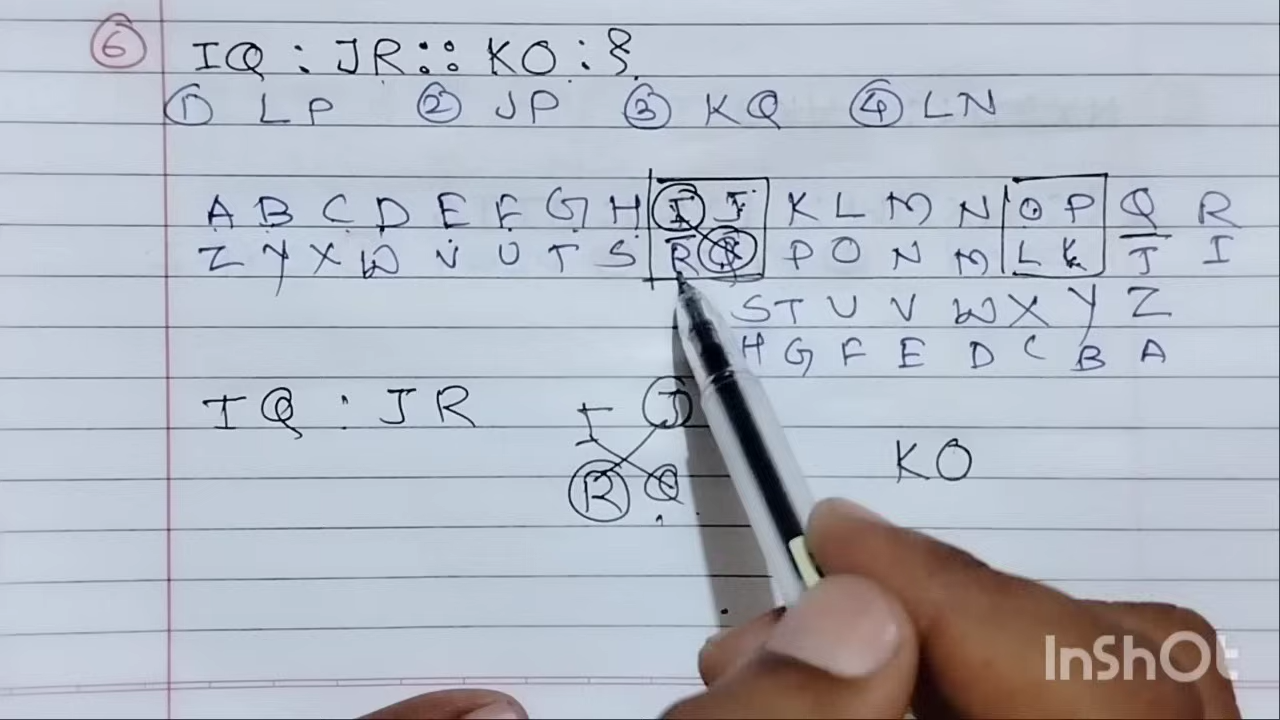 6 IQ : JR :: KO : ?
1 LP 2 JP 3 KQ 4 LN
A B C D E F G H I J K L M N O P Q R
Z Y X W V U T S R Q P O N M L K J I
S T U V W X Y Z
H G F E D C B A
IQ : JR I J
R Q KO
InShOt